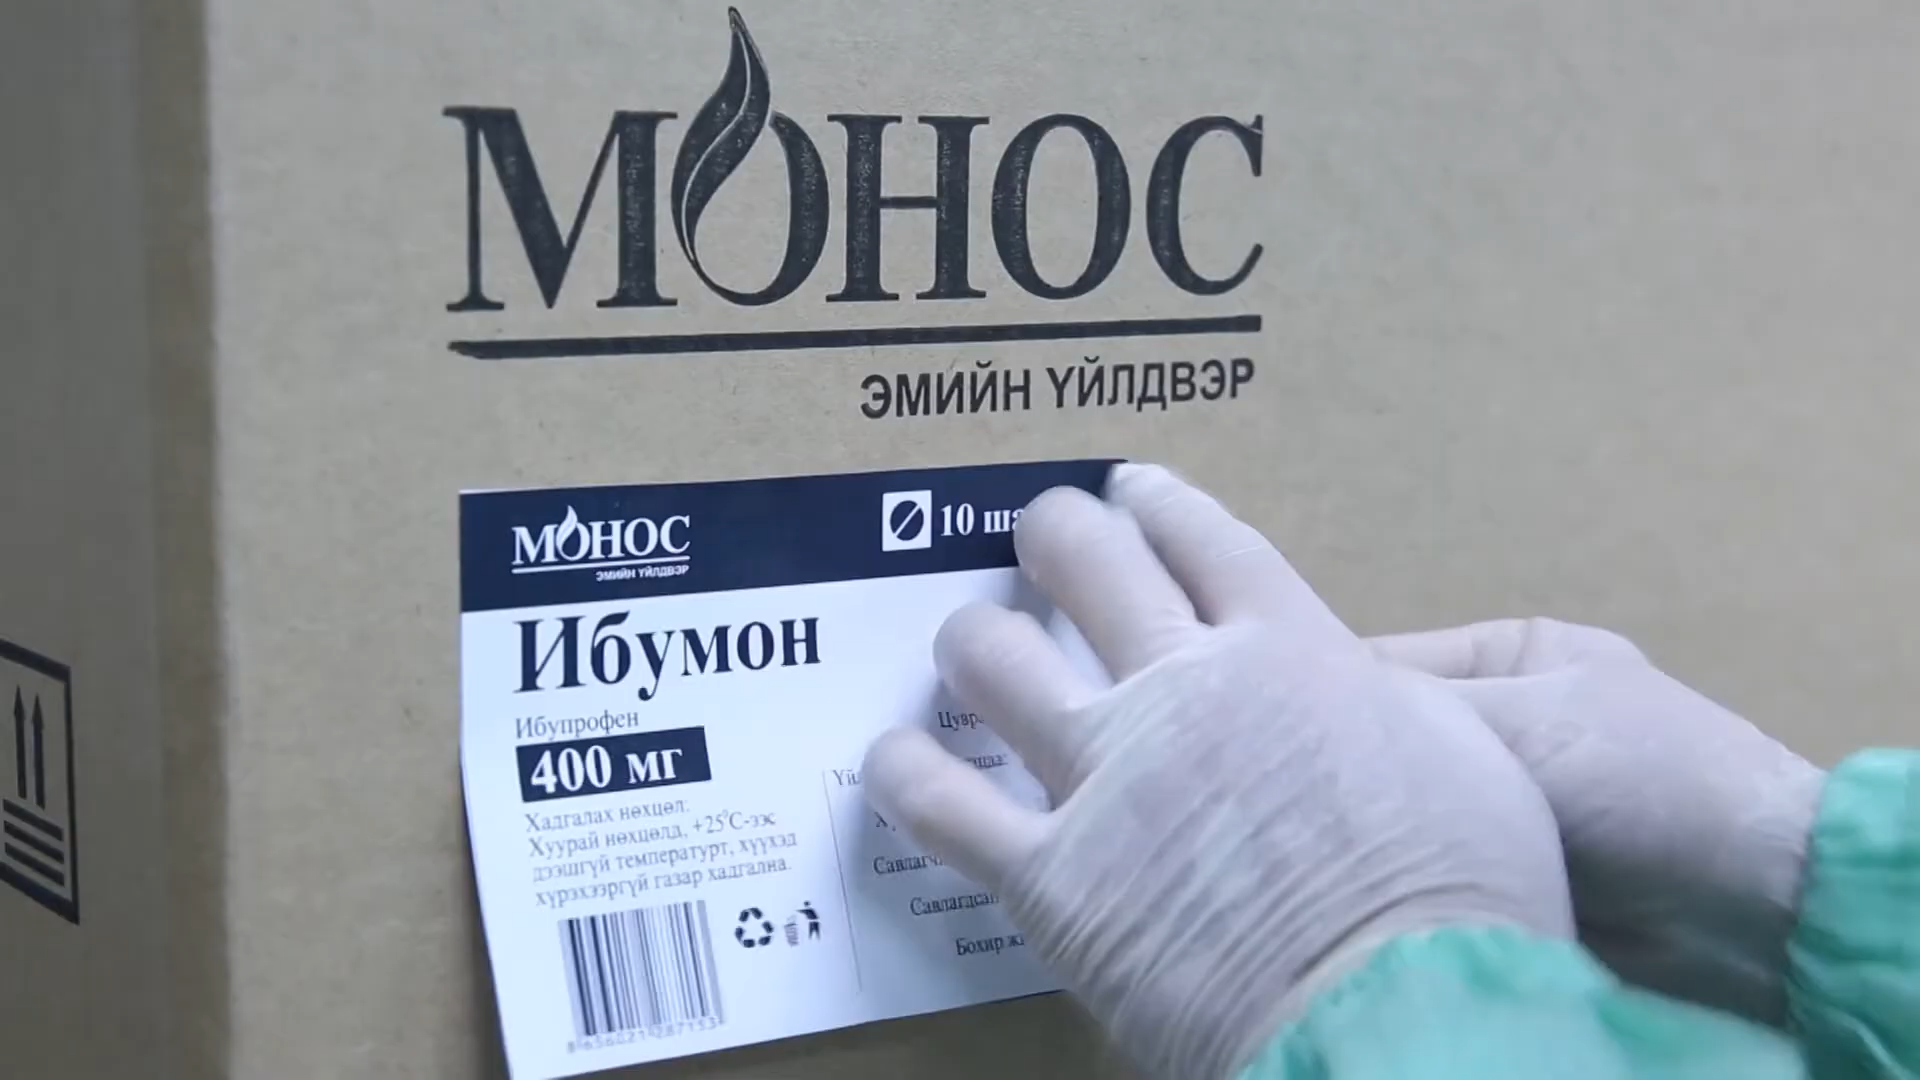 МОНОС
ЭМИЙН ҮЙЛДВЭР
МОНОС
ЭМИЙН ҮЙЛДВЭР
10
Ибумон
Ибупрофен
400 мг
Хадгалах нөхцөл:
Хуурай нөхцөлд, +25°C-ээс
дээшгүй температурт, хүүхэд
хүрэхээргүй газар хадгална.